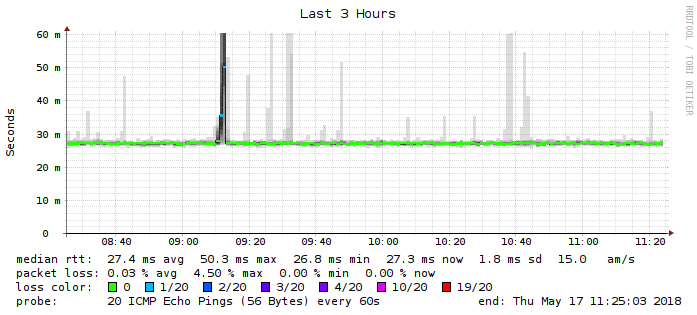 Last 3 Hours
RRDTOOL / TOBI OETIKER
Seconds
60 m
50 m
40 m
30 m
20 m
10 m
0
08:40 09:00 09:20 09:40 10:00 10:20 10:40 11:00 11:20
median rtt: 27.4 ms avg 50.3 ms max 26.8 ms min 27.3 ms now 1.8 ms sd 15.0 am/s
packet loss: 0.03 % avg 4.50 % max 0.00 % min 0.00 % now
loss color: 0 1/20 2/20 3/20 4/20 10/20 19/20
probe: 20 ICMP Echo Pings (56 Bytes) every 60s end: Thu May 17 11:25:03 2018